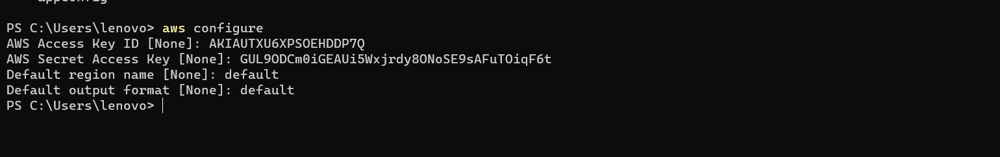 appconfig
PS C:\Users\lenovo> aws configure
AWS Access Key ID [None]: AKIAUTXU6XPSOEHDDP7Q
AWS Secret Access Key [None]: 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
Default region name [None]: default
Default output format [None]: default
PS C:\Users\lenovo>